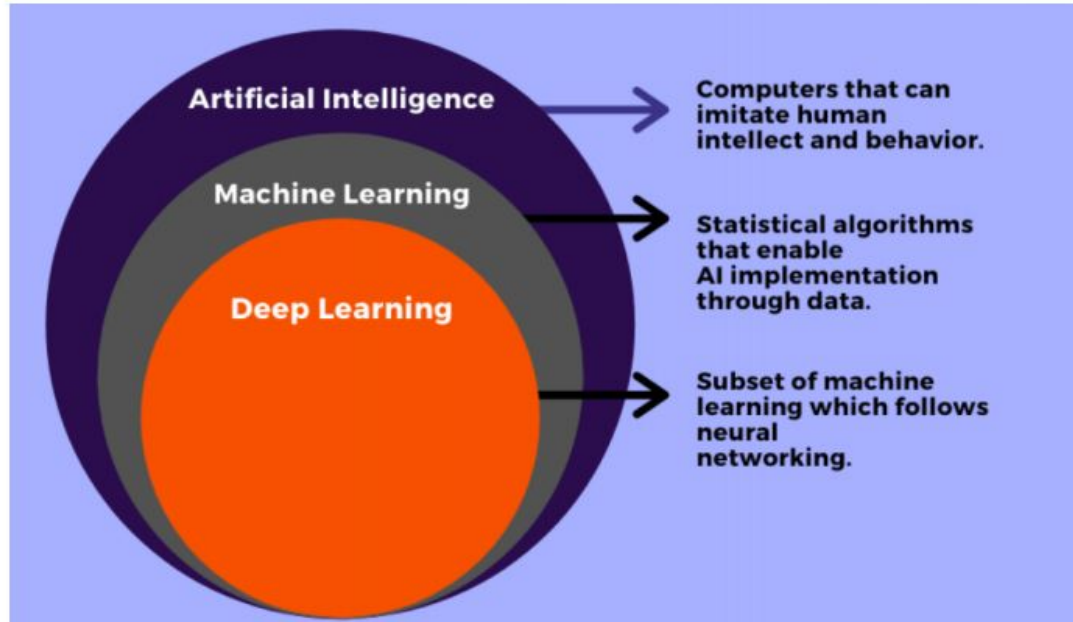 Artificial Intelligence
Computers that can
imitate human
intellect and behavior.
Machine Learning
Statistical algorithms
that enable
AI implementation
through data.
Deep Learning
Subset of machine
learning which follows
neural
networking.